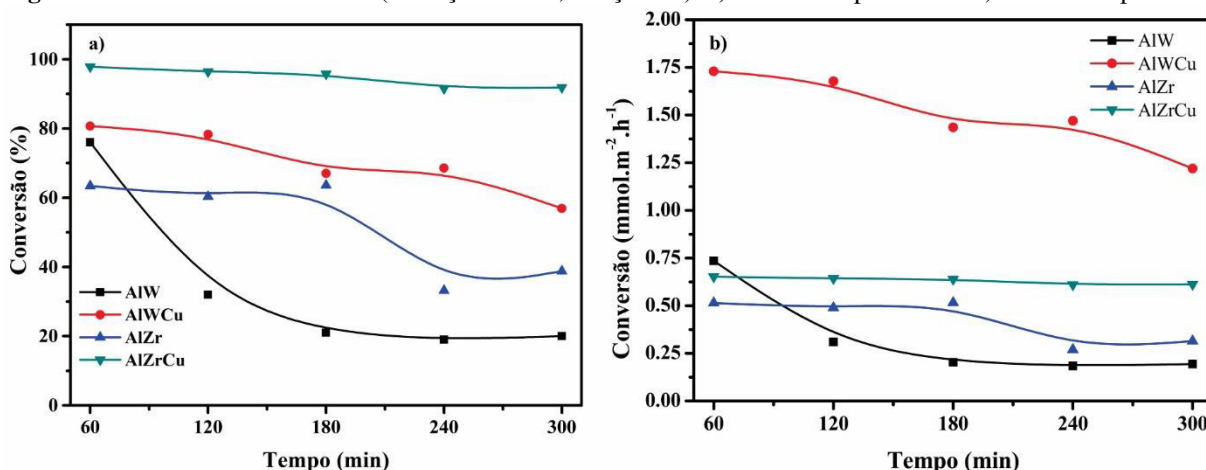 a)
100
80
60
40
20
0
Conversão (%)
AlW
AlWCu
AlZr
AlZrCu
60 120 180 240 300
Tempo (min)
b)
2.00
1.75
1.50
1.25
1.00
0.75
0.50
0.25
0.00
Conversão (mmol.m⁻².h⁻¹)
AlW
AlWCu
AlZr
AlZrCu
60 120 180 240 300
Tempo (min)